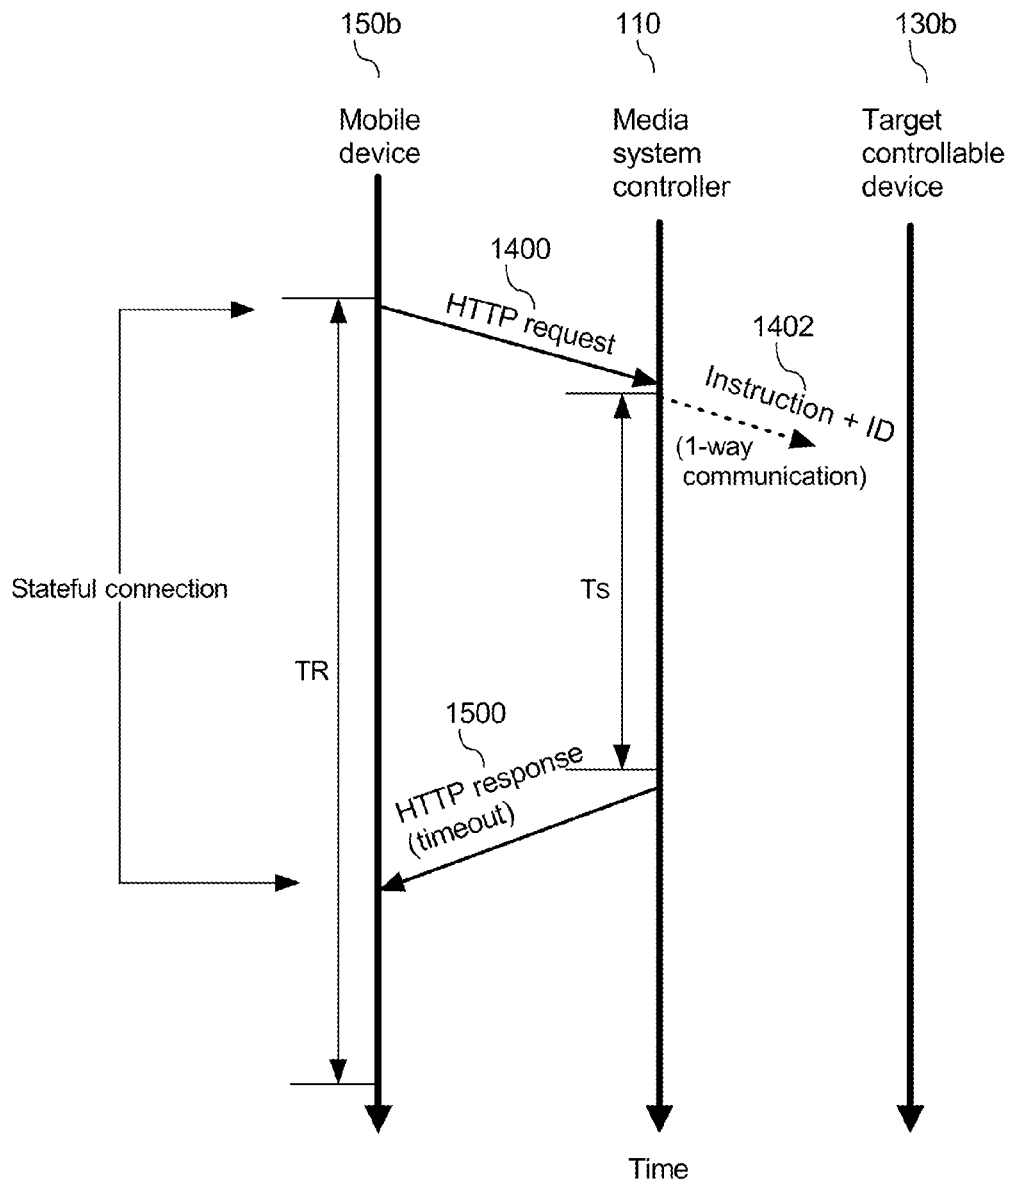 150b
110
130b
Mobile
device
Media
system
controller
Target
controllable
device
1400
HTTP request
1402
Instruction + ID
(1-way
communication)
Stateful connection
Ts
TR
1500
HTTP response
(timeout)
Time